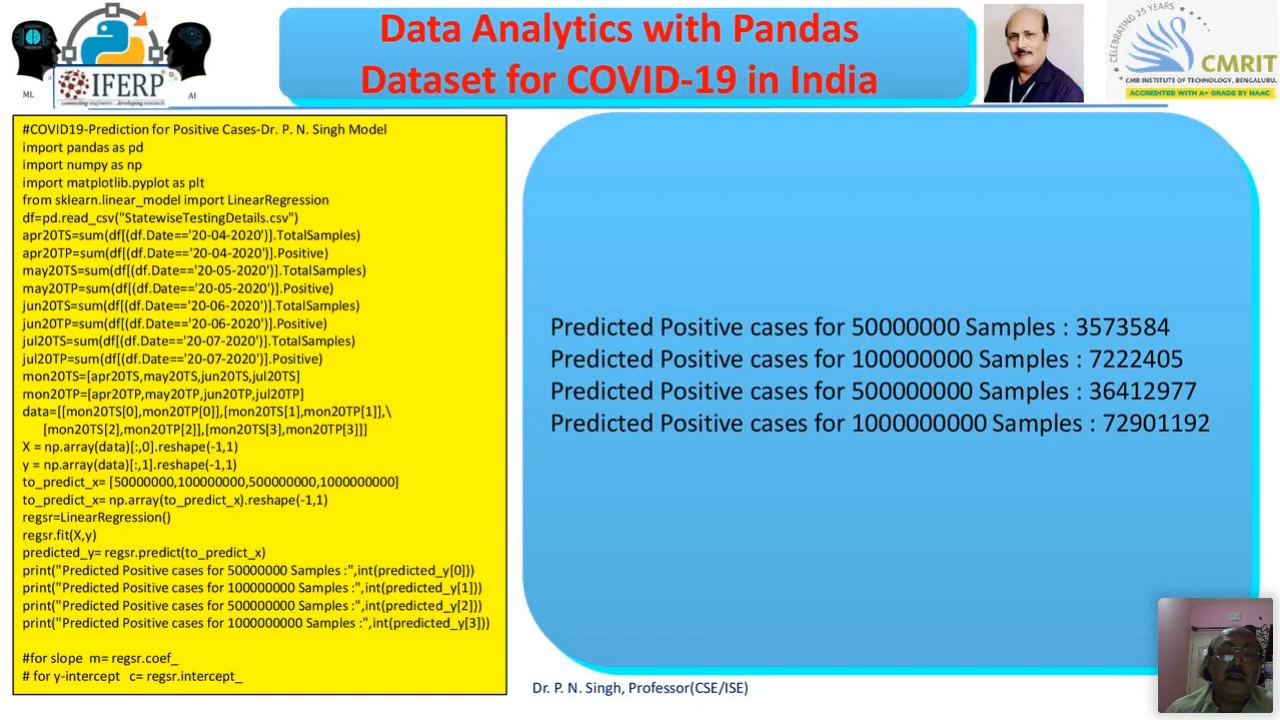 Data Analytics with Pandas
Dataset for COVID-19 in India
ML
IFERP
connecting engineers...developing research
AI
CELEBRATING 25 YEARS
CMRIT
CMR INSTITUTE OF TECHNOLOGY, BENGALURU.
ACCREDITED WITH A+ GRADE BY NAAC
#COVID19-Prediction for Positive Cases-Dr. P. N. Singh Model
import pandas as pd
import numpy as np
import matplotlib.pyplot as plt
from sklearn.linear_model import LinearRegression
df=pd.read_csv("StatewiseTestingDetails.csv")
apr20TS=sum(df[(df.Date=='20-04-2020')].TotalSamples)
apr20TP=sum(df[(df.Date=='20-04-2020')].Positive)
may20TS=sum(df[(df.Date=='20-05-2020')].TotalSamples)
may20TP=sum(df[(df.Date=='20-05-2020')].Positive)
jun20TS=sum(df[(df.Date=='20-06-2020')].TotalSamples)
jun20TP=sum(df[(df.Date=='20-06-2020')].Positive)
jul20TS=sum(df[(df.Date=='20-07-2020')].TotalSamples)
jul20TP=sum(df[(df.Date=='20-07-2020')].Positive)
mon20TS=[apr20TS,may20TS,jun20TS,jul20TS]
mon20TP=[apr20TP,may20TP,jun20TP,jul20TP]
data=[[mon20TS[0],mon20TP[0]],[mon20TS[1],mon20TP[1]],\
[mon20TS[2],mon20TP[2]],[mon20TS[3],mon20TP[3]]]
X = np.array(data)[:,0].reshape(-1,1)
y = np.array(data)[:,1].reshape(-1,1)
to_predict_x= [50000000,100000000,500000000,1000000000]
to_predict_x= np.array(to_predict_x).reshape(-1,1)
regsr=LinearRegression()
regsr.fit(X,y)
predicted_y= regsr.predict(to_predict_x)
print("Predicted Positive cases for 50000000 Samples :",int(predicted_y[0]))
print("Predicted Positive cases for 100000000 Samples :",int(predicted_y[1]))
print("Predicted Positive cases for 500000000 Samples :",int(predicted_y[2]))
print("Predicted Positive cases for 1000000000 Samples :",int(predicted_y[3]))
#for slope m= regsr.coef_
# for y-intercept c= regsr.intercept_
Predicted Positive cases for 50000000 Samples : 3573584
Predicted Positive cases for 100000000 Samples : 7222405
Predicted Positive cases for 500000000 Samples : 36412977
Predicted Positive cases for 1000000000 Samples : 72901192
Dr. P. N. Singh, Professor(CSE/ISE)